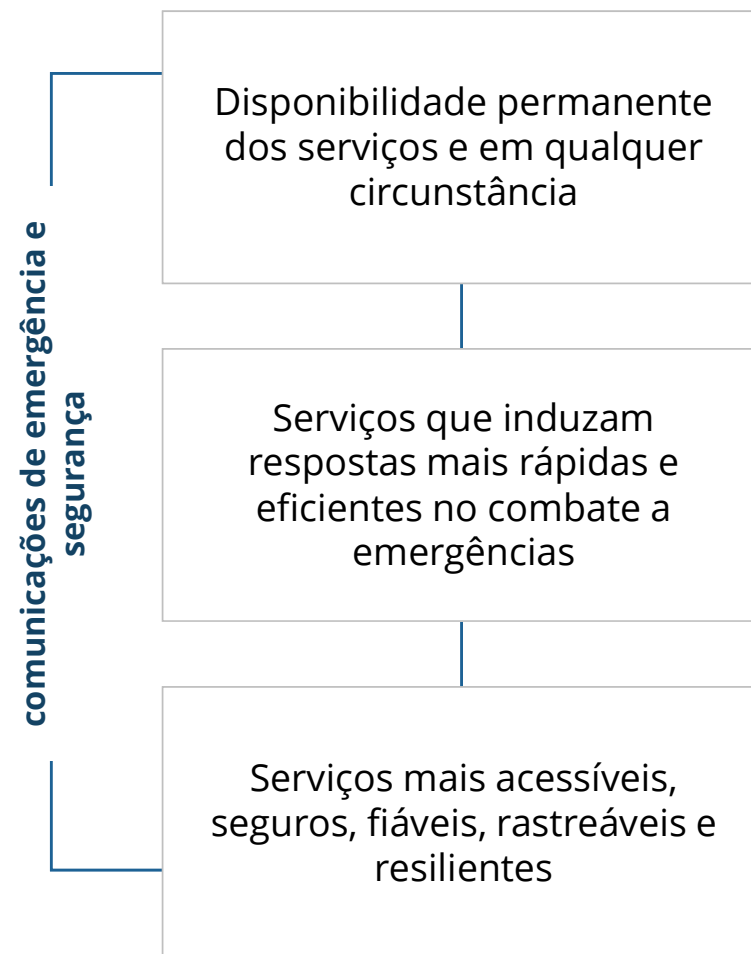 comunicações de emergência e
segurança
Disponibilidade permanente
dos serviços e em qualquer
circunstância
Serviços que induzam
respostas mais rápidas e
eficientes no combate a
emergências
Serviços mais acessíveis,
seguros, fiáveis, rastreáveis e
resilientes